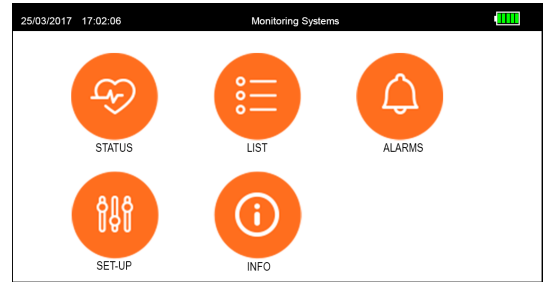 25/03/2017 17:02:06 Monitoring Systems
STATUS LIST ALARMS
SET-UP INFO